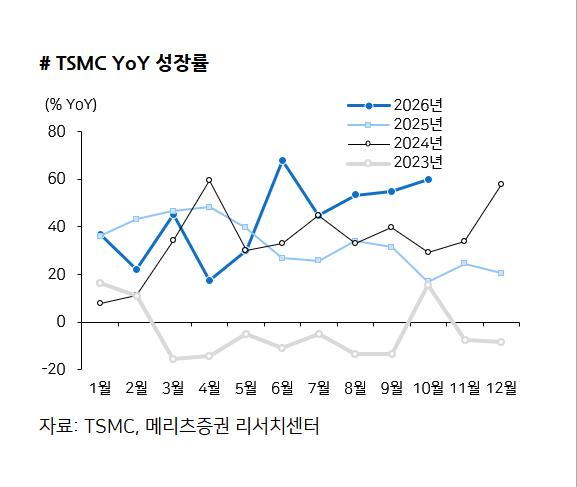 # TSMC YoY 성장률
(% YoY)
2026년
2025년
2024년
2023년
80
60
40
20
0
-20
1월 2월 3월 4월 5월 6월 7월 8월 9월 10월 11월 12월
자료: TSMC, 메리츠증권 리서치센터